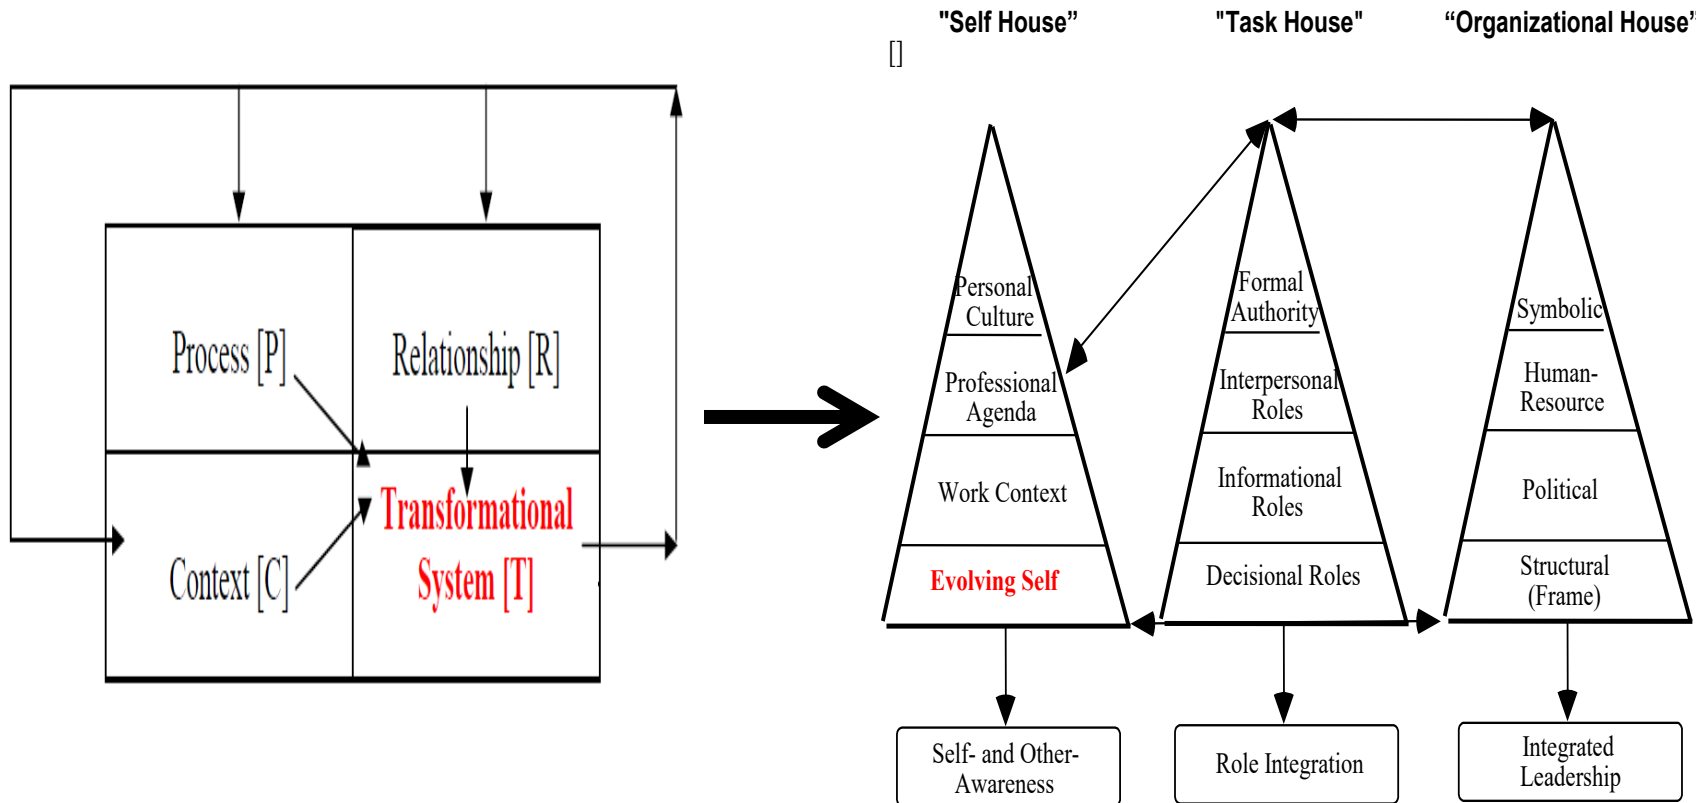 "Self House”
"Task House"
“Organizational House”
[]
Process [P]
Relationship [R]
Context [C]
Transformational
System [T]
Personal
Culture
Professional
Agenda
Work Context
Evolving Self
Self- and Other-
Awareness
Formal
Authority
Interpersonal
Roles
Informational
Roles
Decisional Roles
Role Integration
Symbolic
Human-
Resource
Political
Structural
(Frame)
Integrated
Leadership